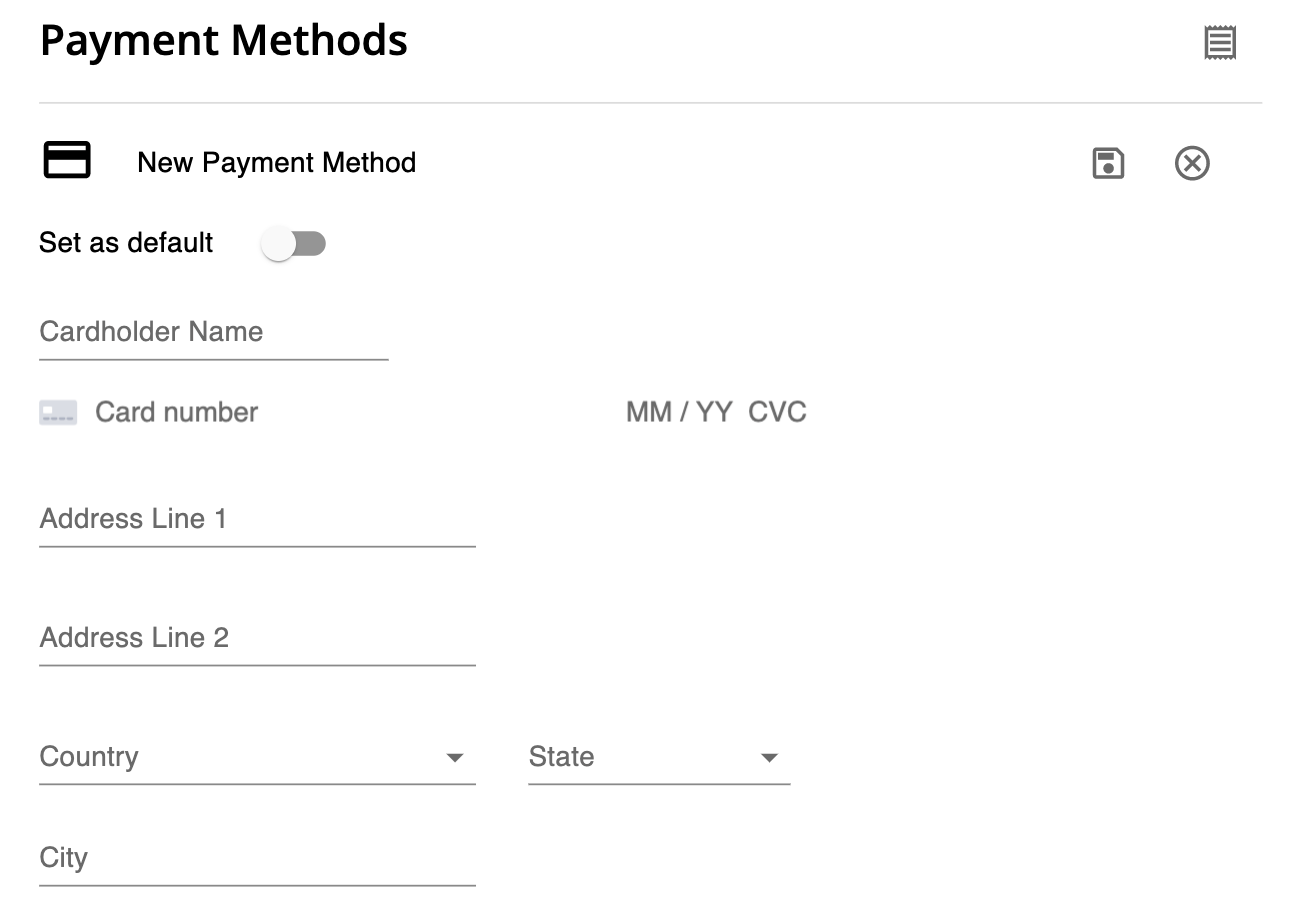 Payment Methods
New Payment Method
Set as default
Cardholder Name
Card number MM / YY CVC
Address Line 1
Address Line 2
Country State
City